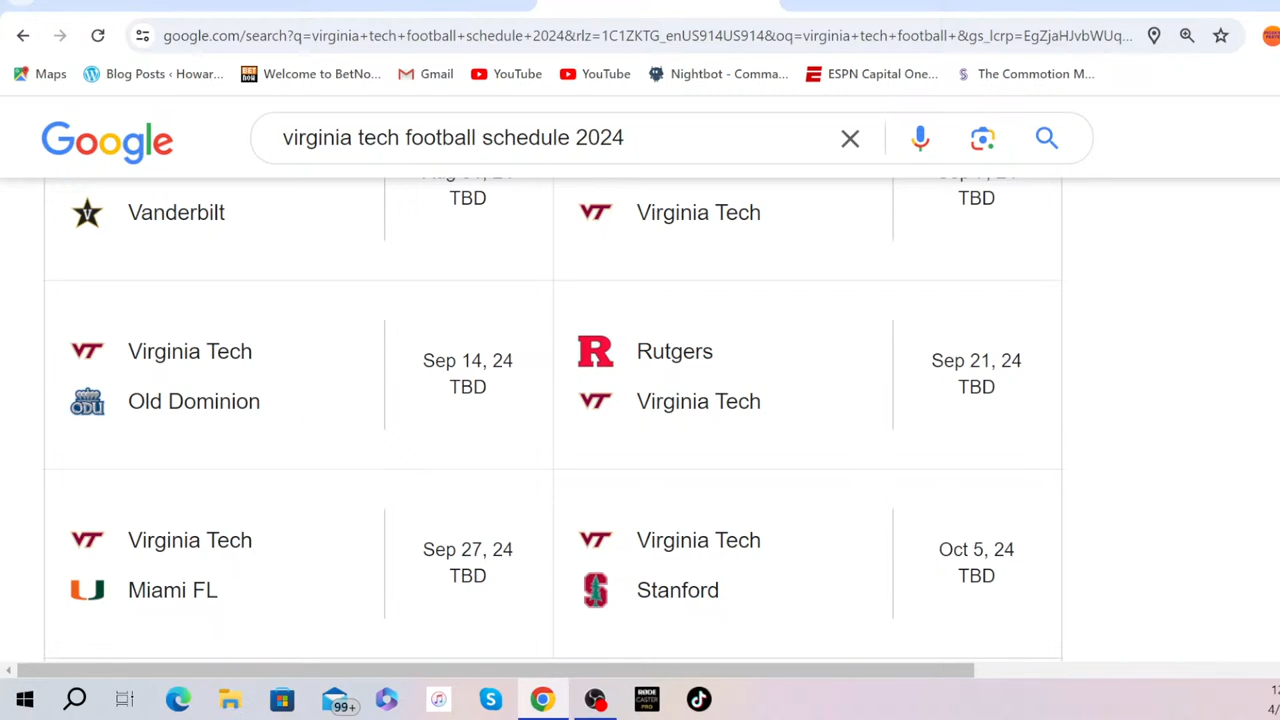 google.com/search?q=virginia+tech+football+schedule+2024&rlz=1C1ZKTG_enUS914US914&oq=virginia+tech+football+&gs_lcrp=EgZjaHJvbWUq...
Maps Blog Posts ‹ Howar... Welcome to BetNo... Gmail YouTube YouTube Nightbot - Comma... ESPN Capital One... The Commotion M...
Google virginia tech football schedule 2024
TBD TBD
Vanderbilt Virginia Tech
Virginia Tech Rutgers
Sep 14, 24 Sep 21, 24
TBD TBD
Old Dominion Virginia Tech
Virginia Tech Virginia Tech
Sep 27, 24 Oct 5, 24
TBD TBD
Miami FL Stanford
99+ RØDE CASTER PRO